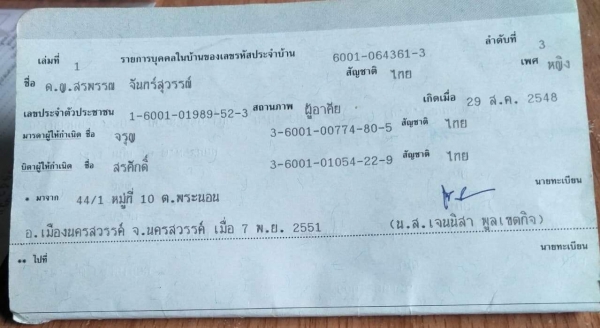 เล่มที่ 1 รายการบุคคลในบ้านของเลขรหัสประจำบ้าน 6001-064361-3 ลำดับที่ 3
ชื่อ ด.ญ.สรพรรณ จันทร์สุวรรณ์ สัญชาติ ไทย เพศ หญิง
เลขประจำตัวประชาชน 1-6001-01989-52-3 สถานภาพ ผู้อาศัย เกิดเมื่อ 29 ส.ค. 2548
มารดาผู้ให้กำเนิด ชื่อ จรุญ 3-6001-00774-80-5 สัญชาติ ไทย
บิดาผู้ให้กำเนิด ชื่อ สรศักดิ์ 3-6001-01054-22-9 สัญชาติ ไทย
* มาจาก 44/1 หมู่ที่ 10 ต.พระนอน นายทะเบียน
อ.เมืองนครสวรรค์ จ.นครสวรรค์ เมื่อ 7 พ.ย. 2551 (น.ส.เจนนิสา พูลเขตกิจ)
** ไปที่ นายทะเบียน